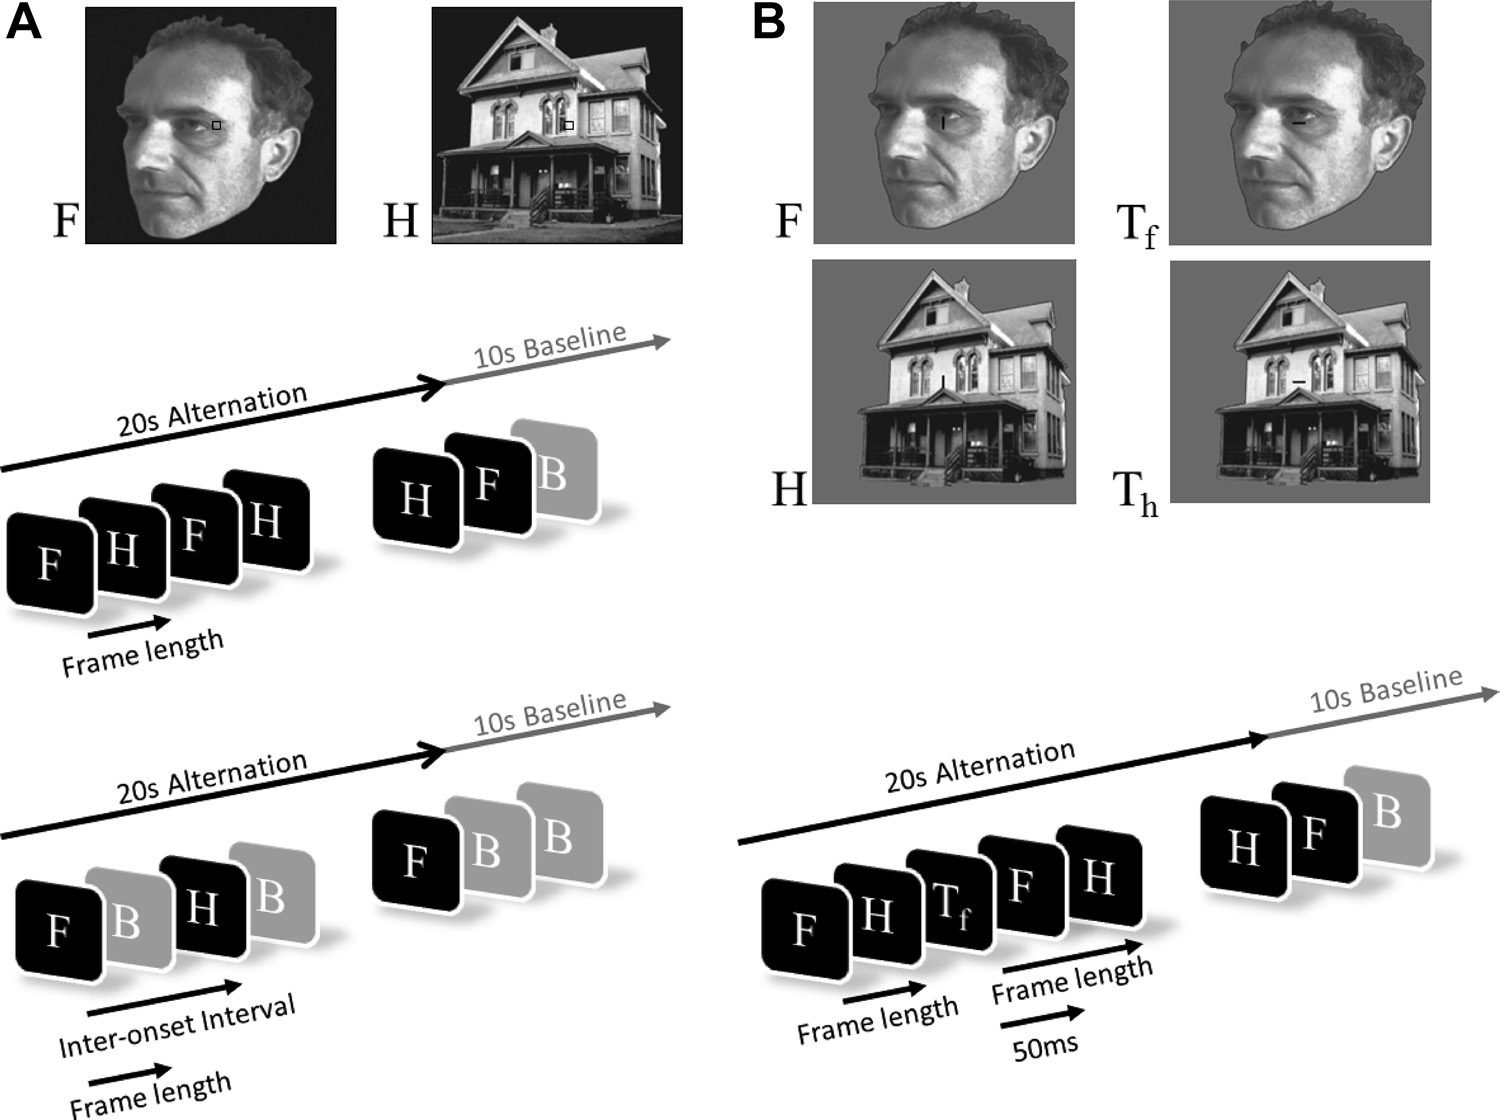 A
B
F
H
F
T_f
H
T_h
20s Alternation
10s Baseline
F
H
F
H
H
F
B
Frame length
20s Alternation
10s Baseline
F
B
H
B
F
B
B
Inter-onset Interval
Frame length
20s Alternation
10s Baseline
F
H
T_f
F
H
H
F
B
Frame length
Frame length
50ms